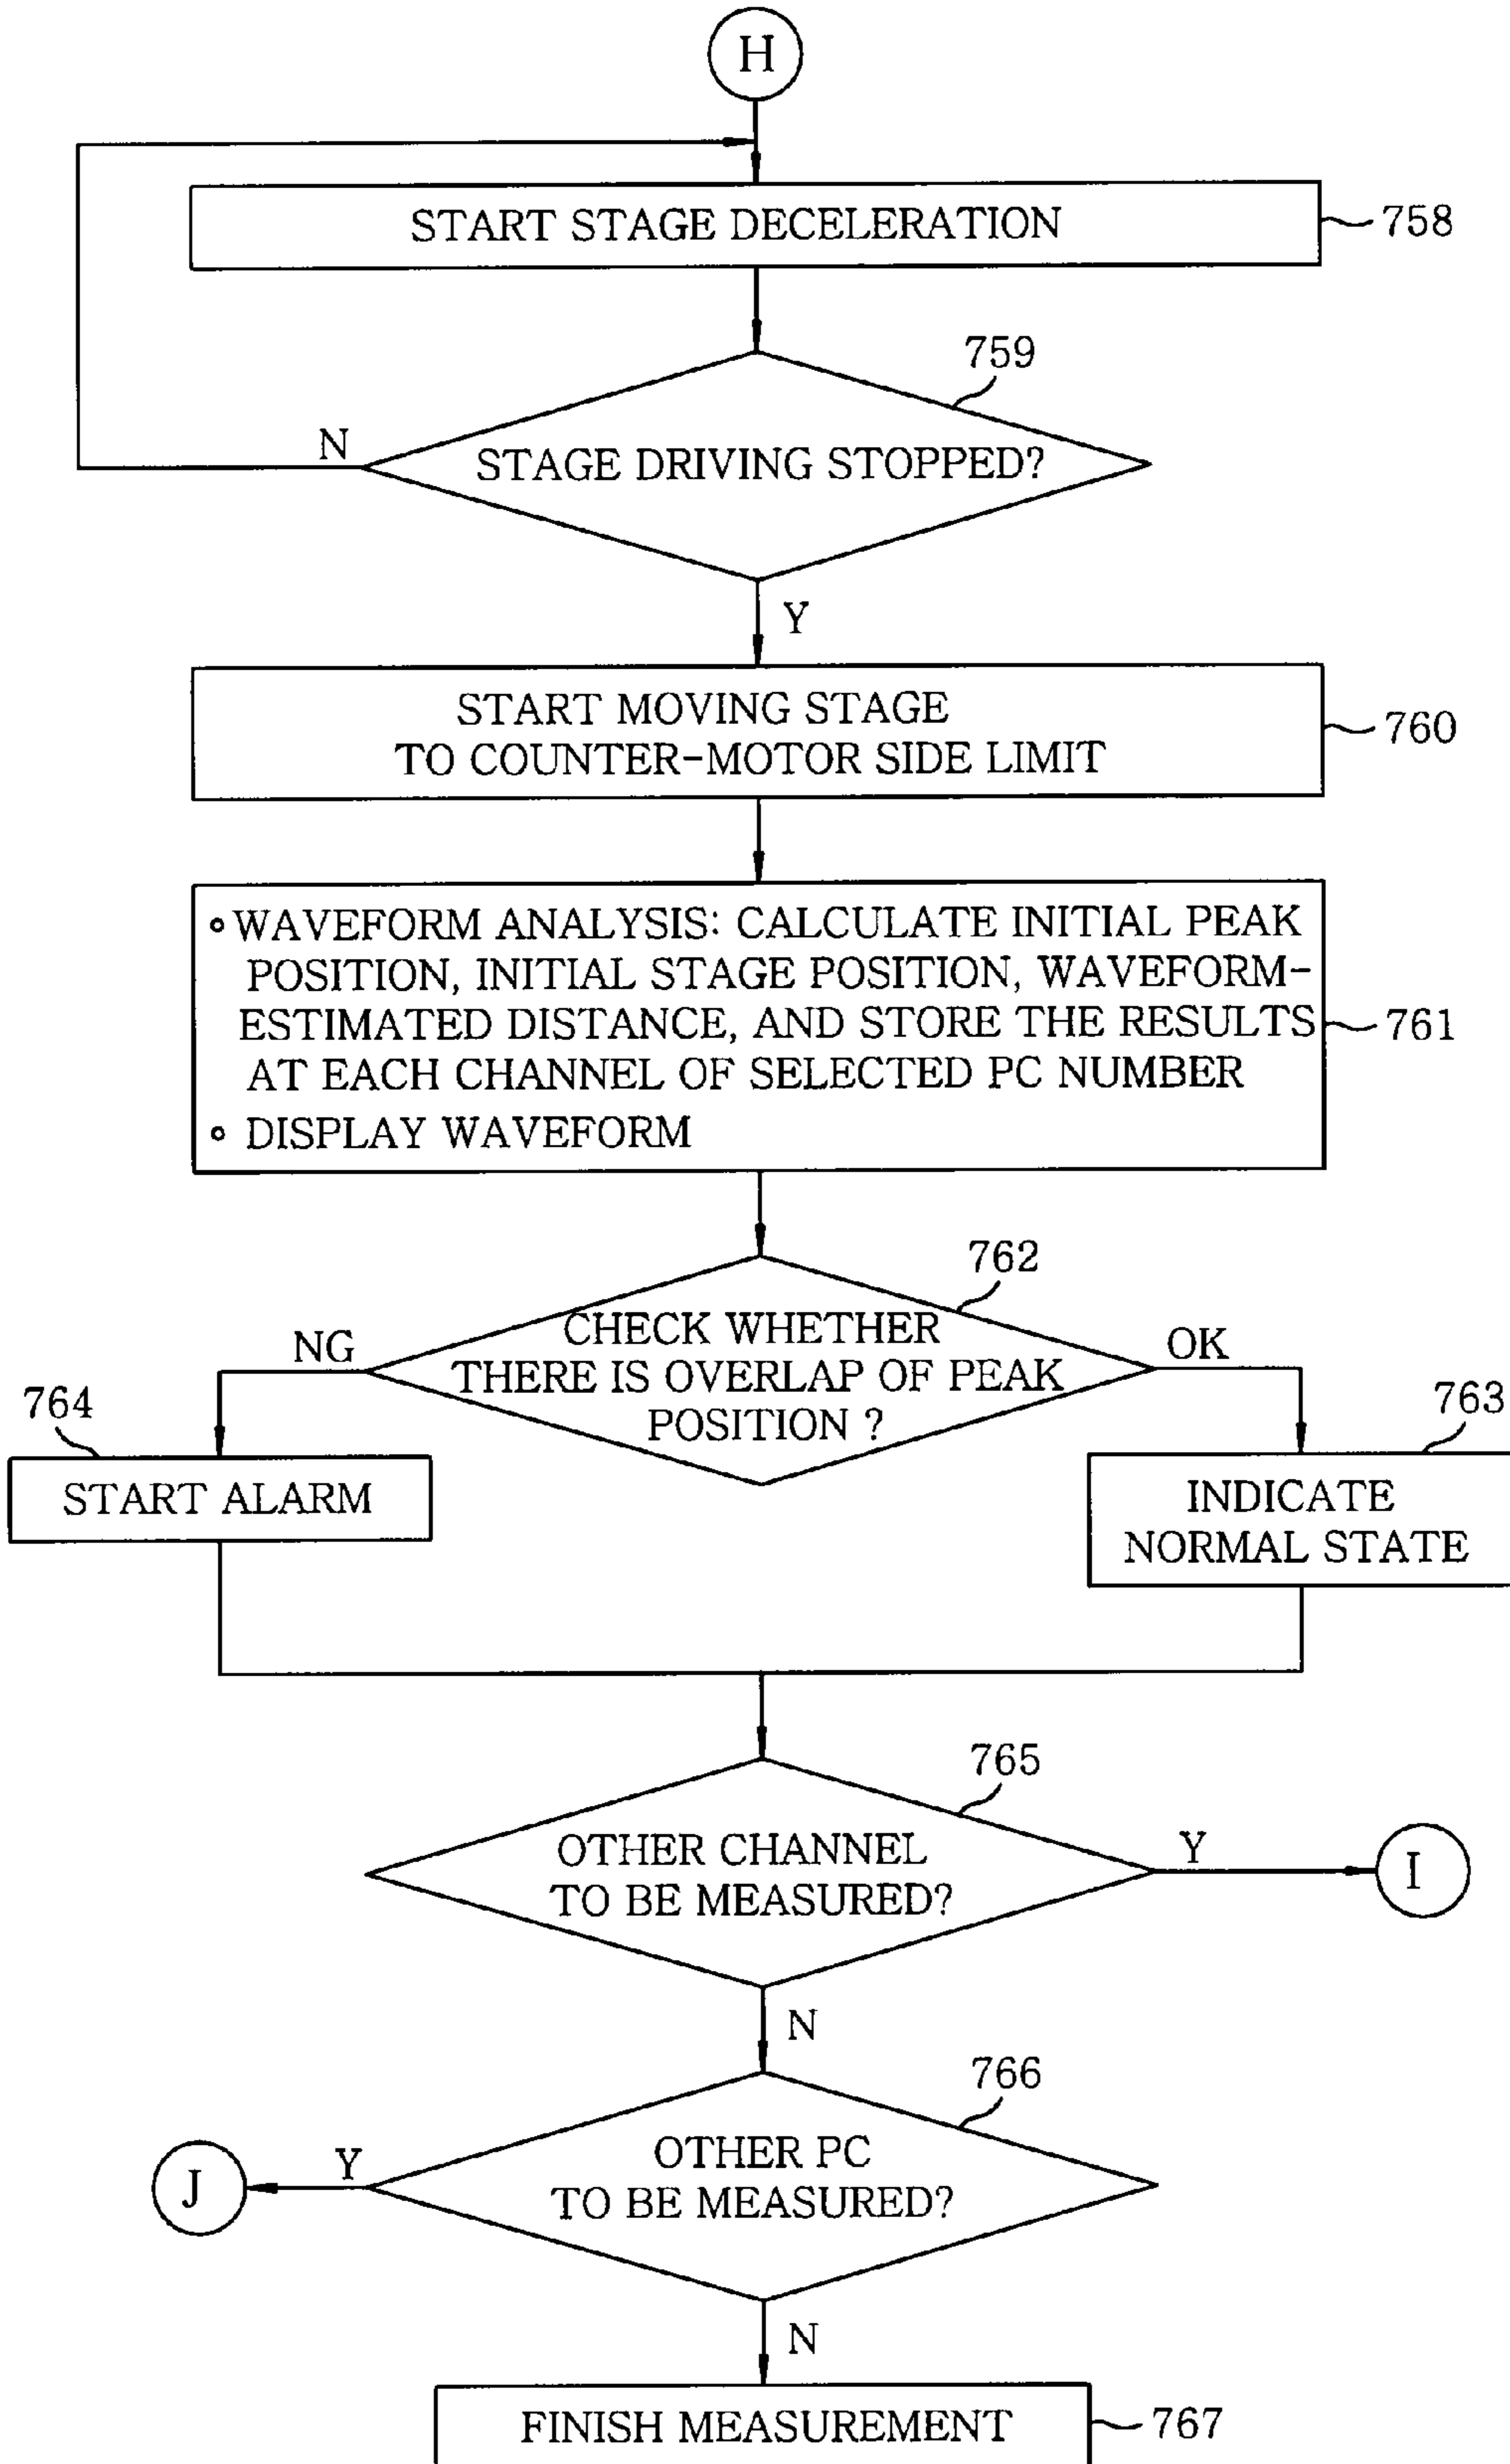 H
START STAGE DECELERATION
758
759
N
STAGE DRIVING STOPPED?
Y
START MOVING STAGE
TO COUNTER-MOTOR SIDE LIMIT
760
WAVEFORM ANALYSIS: CALCULATE INITIAL PEAK
POSITION, INITIAL STAGE POSITION, WAVEFORM-
ESTIMATED DISTANCE, AND STORE THE RESULTS
AT EACH CHANNEL OF SELECTED PC NUMBER
DISPLAY WAVEFORM
761
762
NG
CHECK WHETHER
THERE IS OVERLAP OF PEAK
POSITION ?
OK
764
START ALARM
763
INDICATE
NORMAL STATE
765
OTHER CHANNEL
TO BE MEASURED?
Y
I
N
766
OTHER PC
TO BE MEASURED?
Y
J
N
FINISH MEASUREMENT
767